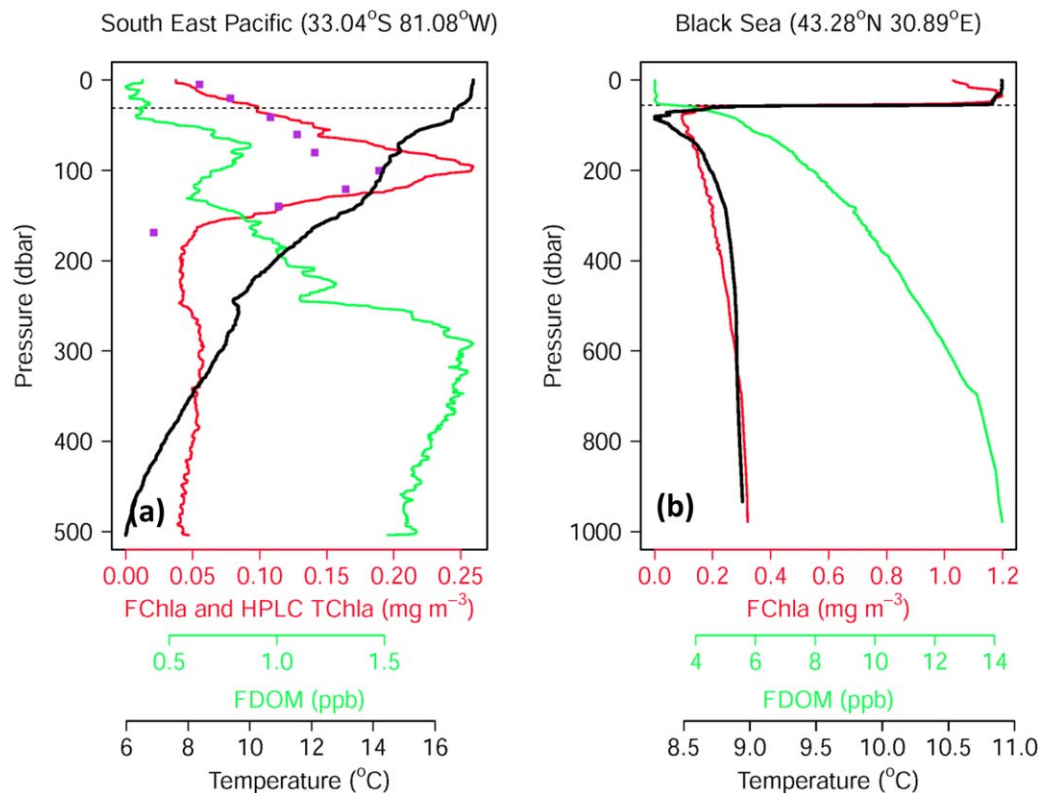 South East Pacific (33.04°S 81.08°W)
0
100
200
300
400
500
Pressure (dbar)
(a)
0.00 0.05 0.10 0.15 0.20 0.25
FChla and HPLC TChla (mg m⁻³)
0.5 1.0 1.5
FDOM (ppb)
6 8 10 12 14 16
Temperature (°C)
Black Sea (43.28°N 30.89°E)
0
200
400
600
800
1000
Pressure (dbar)
(b)
0.0 0.2 0.4 0.6 0.8 1.0 1.2
FChla (mg m⁻³)
4 6 8 10 12 14
FDOM (ppb)
8.5 9.0 9.5 10.0 10.5 11.0
Temperature (°C)